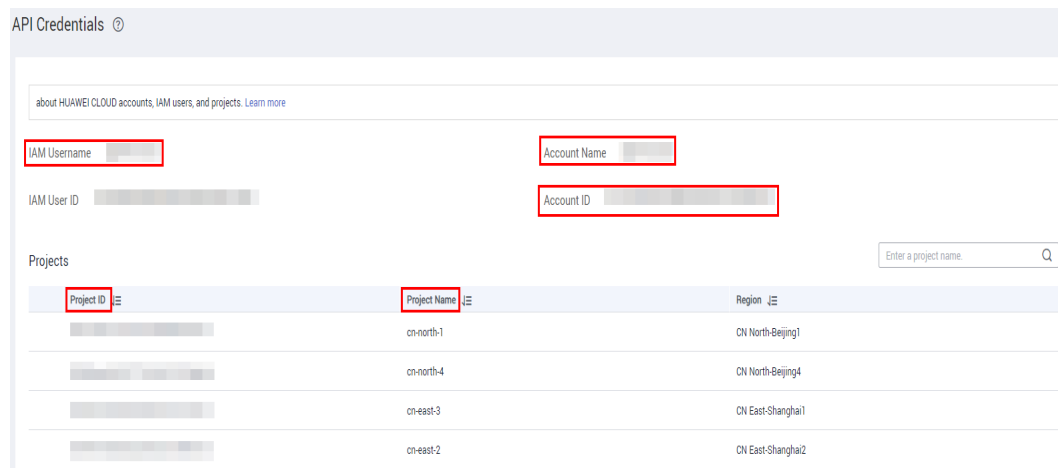 API Credentials
about HUAWEI CLOUD accounts, IAM users, and projects. Learn more
IAM Username
Account Name
IAM User ID
Account ID
Projects
Enter a project name.
Project ID
Project Name
Region
cn-north-1
CN North-Beijing1
cn-north-4
CN North-Beijing4
cn-east-3
CN East-Shanghai1
cn-east-2
CN East-Shanghai2